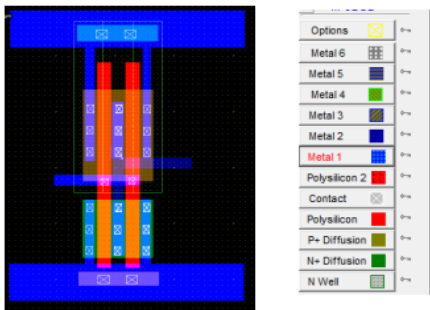 Options
Metal 6
Metal 5
Metal 4
Metal 3
Metal 2
Metal 1
Polysilicon 2
Contact
Polysilicon
P+ Diffusion
N+ Diffusion
N Well